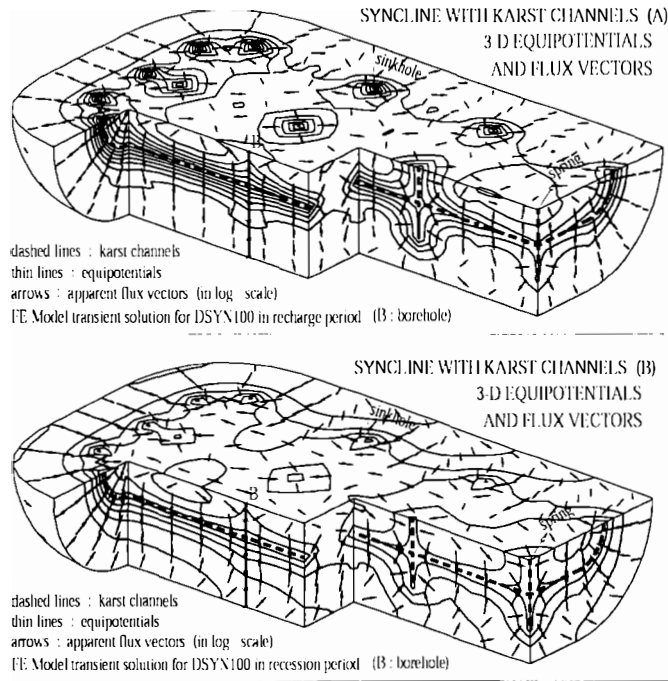 SYNCLINE WITH KARST CHANNELS (A)
3-D EQUIPOTENTIALS
AND FLUX VECTORS
sinkhole
B
spring
dashed lines : karst channels
thin lines : equipotentials
arrows : apparent flux vectors (in log scale)
FE Model transient solution for DSYN100 in recharge period (B : borehole)
SYNCLINE WITH KARST CHANNELS (B)
3-D EQUIPOTENTIALS
AND FLUX VECTORS
sinkhole
B
spring
dashed lines : karst channels
thin lines : equipotentials
arrows : apparent flux vectors (in log scale)
FE Model transient solution for DSYN100 in recession period (B : borehole)